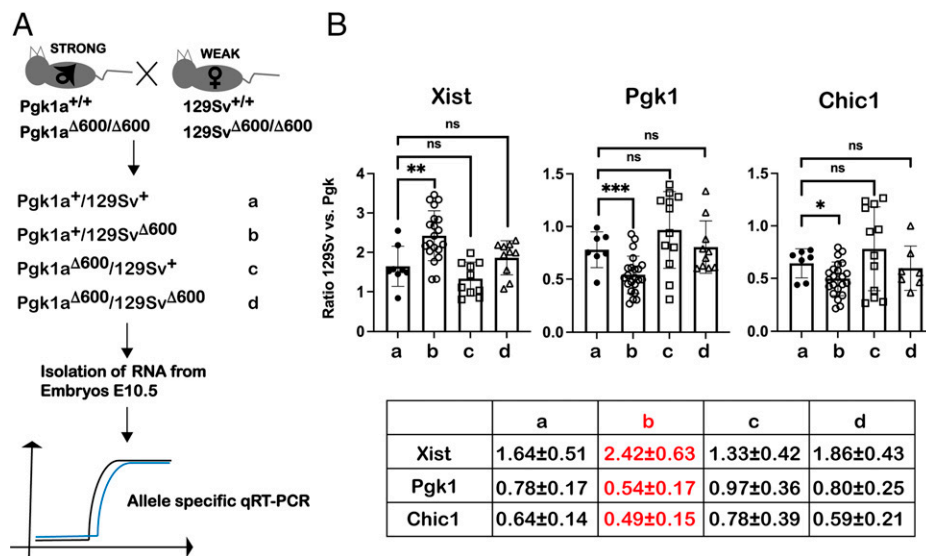 A
STRONG
WEAK
Pgk1a+/+
129Sv+/+
Pgk1aΔ600/Δ600
129SvΔ600/Δ600
Pgk1a+/129Sv+ a
Pgk1a+/129SvΔ600 b
Pgk1aΔ600/129Sv+ c
Pgk1aΔ600/129SvΔ600 d
Isolation of RNA from
Embryos E10.5
Allele specific qRT-PCR
B
Xist
Pgk1
Chic1
Ratio 129Sv vs. Pgk
ns
ns
**
4
3
2
1
0
a b c d
ns
ns
***
1.5
1.0
0.5
0.0
a b c d
ns
ns
*
1.5
1.0
0.5
0.0
a b c d
a b c d
Xist 1.64±0.51 2.42±0.63 1.33±0.42 1.86±0.43
Pgk1 0.78±0.17 0.54±0.17 0.97±0.36 0.80±0.25
Chic1 0.64±0.14 0.49±0.15 0.78±0.39 0.59±0.21